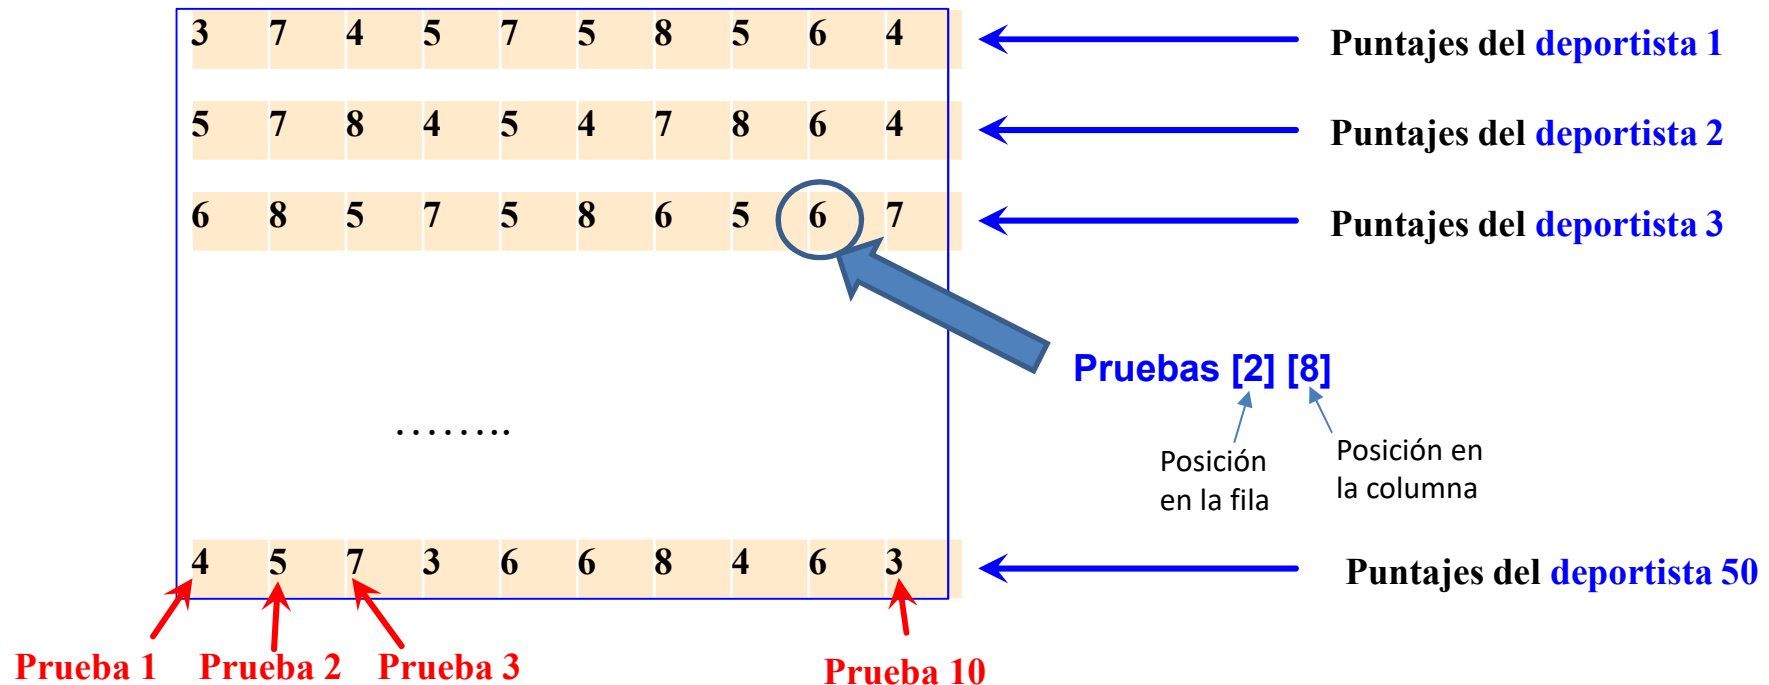 3 7 4 5 7 5 8 5 6 4 Puntajes del deportista 1
5 7 8 4 5 4 7 8 6 4 Puntajes del deportista 2
6 8 5 7 5 8 6 5 6 7 Puntajes del deportista 3
Pruebas [2] [8]
Posición
en la fila
Posición en
la columna
........
4 5 7 3 6 6 8 4 6 3 Puntajes del deportista 50
Prueba 1 Prueba 2 Prueba 3 Prueba 10